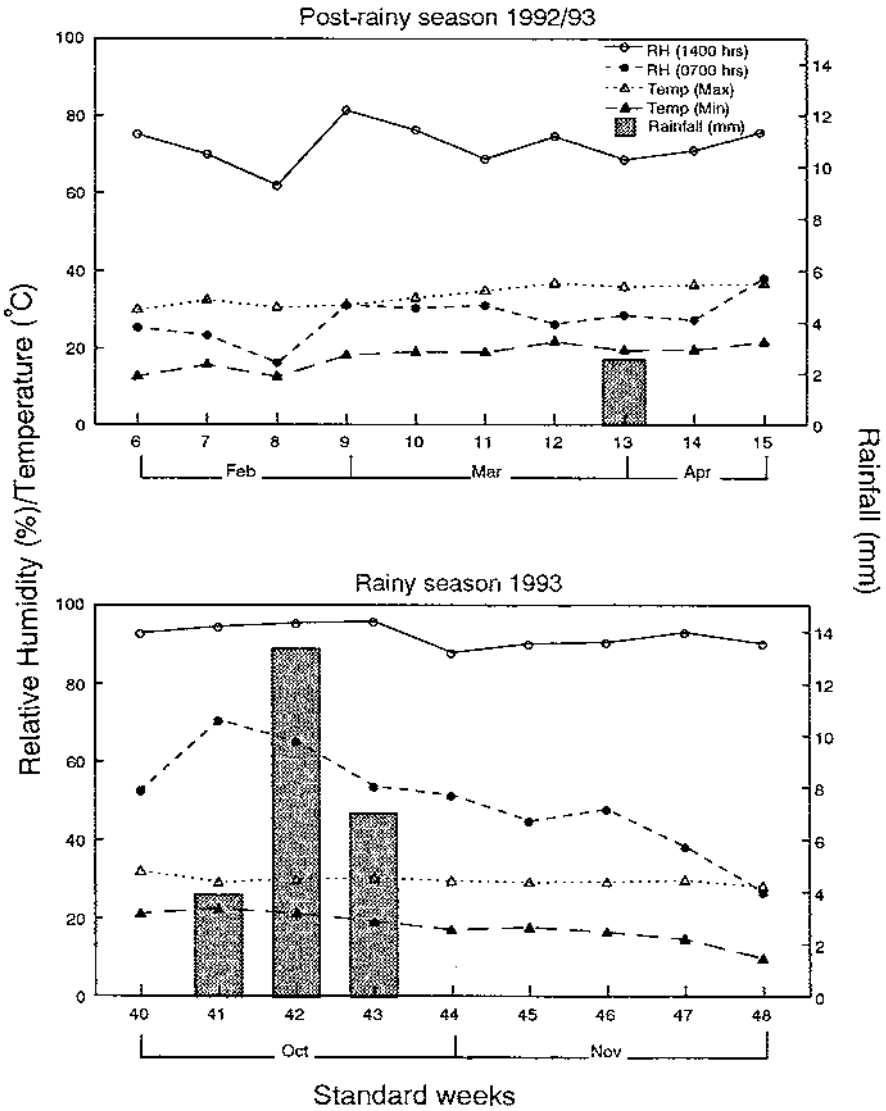 Post-rainy season 1992/93
100
80
60
40
20
0
RH (1400 hrs)
RH (0700 hrs)
Temp (Max)
Temp (Min)
Rainfall (mm)
14
12
10
8
6
4
2
0
6 7 8 9 10 11 12 13 14 15
Feb Mar Apr
Relative Humidity (%)/Temperature (°C)
Rainfall (mm)
Rainy season 1993
100
80
60
40
20
0
14
12
10
8
6
4
2
0
40 41 42 43 44 45 46 47 48
Oct Nov
Standard weeks